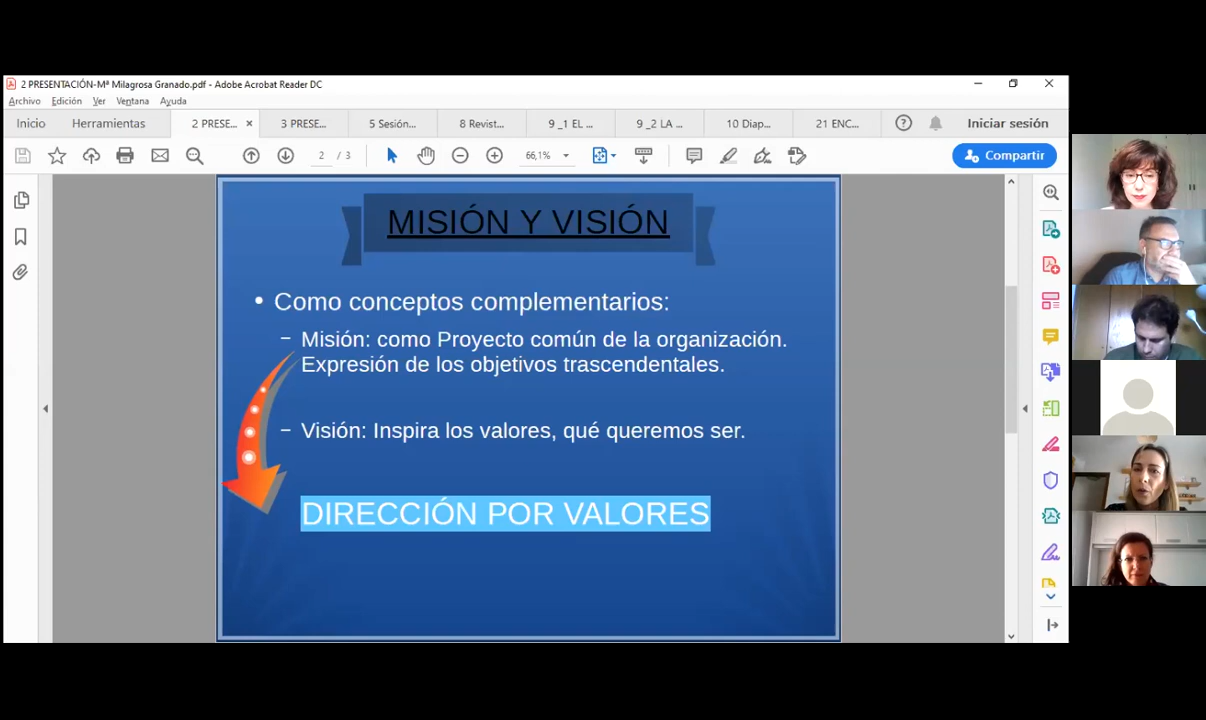 2 PRESENTACIÓN-Mª Milagrosa Granado.pdf - Adobe Acrobat Reader DC
Archivo Edición Ver Ventana Ayuda
Inicio Herramientas 2 PRESE... × 3 PRESE... 5 Sesión... 8 Revist... 9 _1 EL ... 9 _2 LA ... 10 Diap... 21 ENC... Iniciar sesión
2 / 3 66,1% Compartir
MISIÓN Y VISIÓN
• Como conceptos complementarios:
– Misión: como Proyecto común de la organización.
Expresión de los objetivos trascendentales.
– Visión: Inspira los valores, qué queremos ser.
DIRECCIÓN POR VALORES